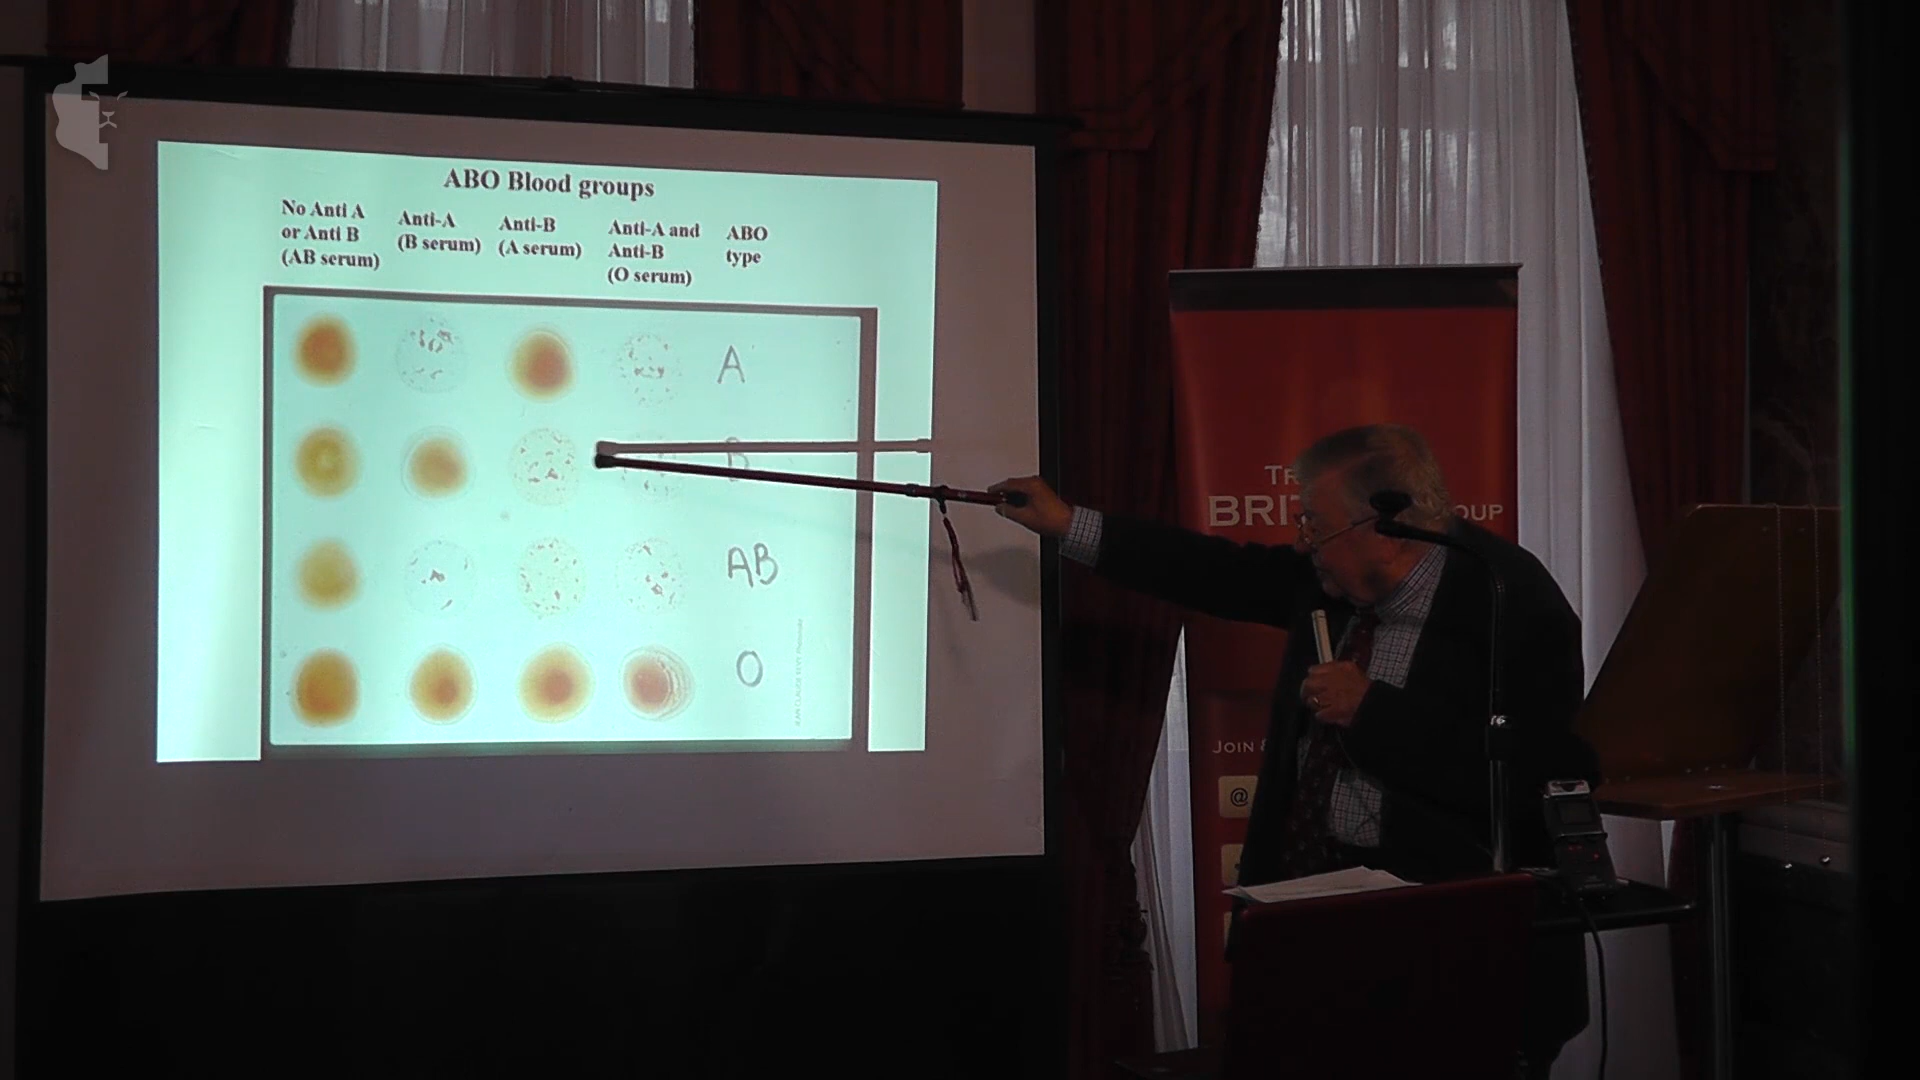 ABO Blood groups
No Anti A
or Anti B
(AB serum)
Anti-A
(B serum)
Anti-B
(A serum)
Anti-A and
Anti-B
(O serum)
ABO
type
A
B
AB
O
BRIT
JOIN
@
16